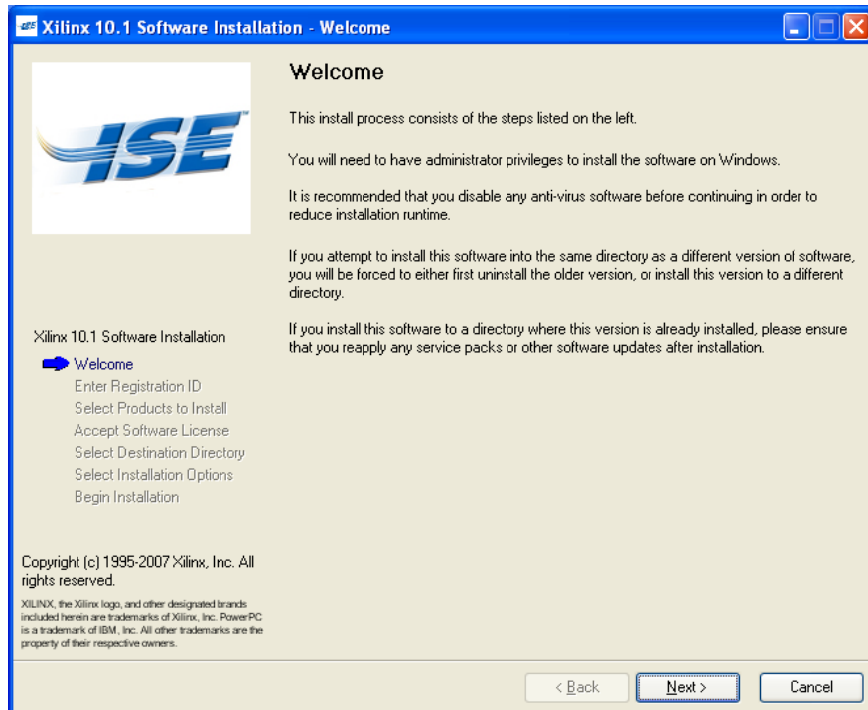 ISE Xilinx 10.1 Software Installation - Welcome
ISE™
Welcome
This install process consists of the steps listed on the left.
You will need to have administrator privileges to install the software on Windows.
It is recommended that you disable any anti-virus software before continuing in order to
reduce installation runtime.
If you attempt to install this software into the same directory as a different version of software,
you will be forced to either first uninstall the older version, or install this version to a different
directory.
If you install this software to a directory where this version is already installed, please ensure
that you reapply any service packs or other software updates after installation.
Xilinx 10.1 Software Installation
Welcome
Enter Registration ID
Select Products to Install
Accept Software License
Select Destination Directory
Select Installation Options
Begin Installation
Copyright (c) 1995-2007 Xilinx, Inc. All
rights reserved.
XILINX, the Xilinx logo, and other designated brands
included herein are trademarks of Xilinx, Inc. PowerPC
is a trademark of IBM, Inc. All other trademarks are the
property of their respective owners.
< Back
Next >
Cancel